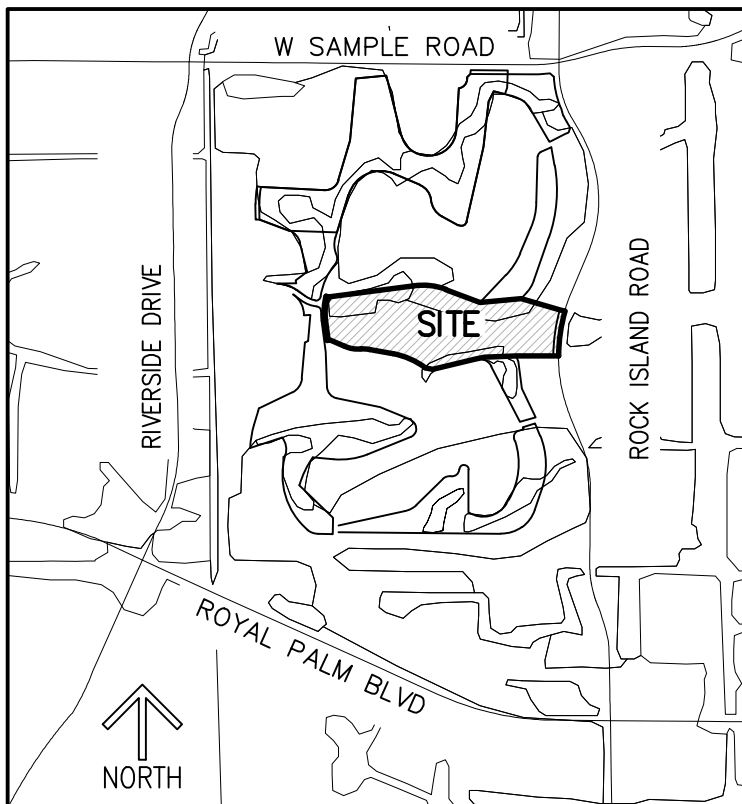 W SAMPLE ROAD
RIVERSIDE DRIVE
SITE
ROCK ISLAND ROAD
ROYAL PALM BLVD
NORTH